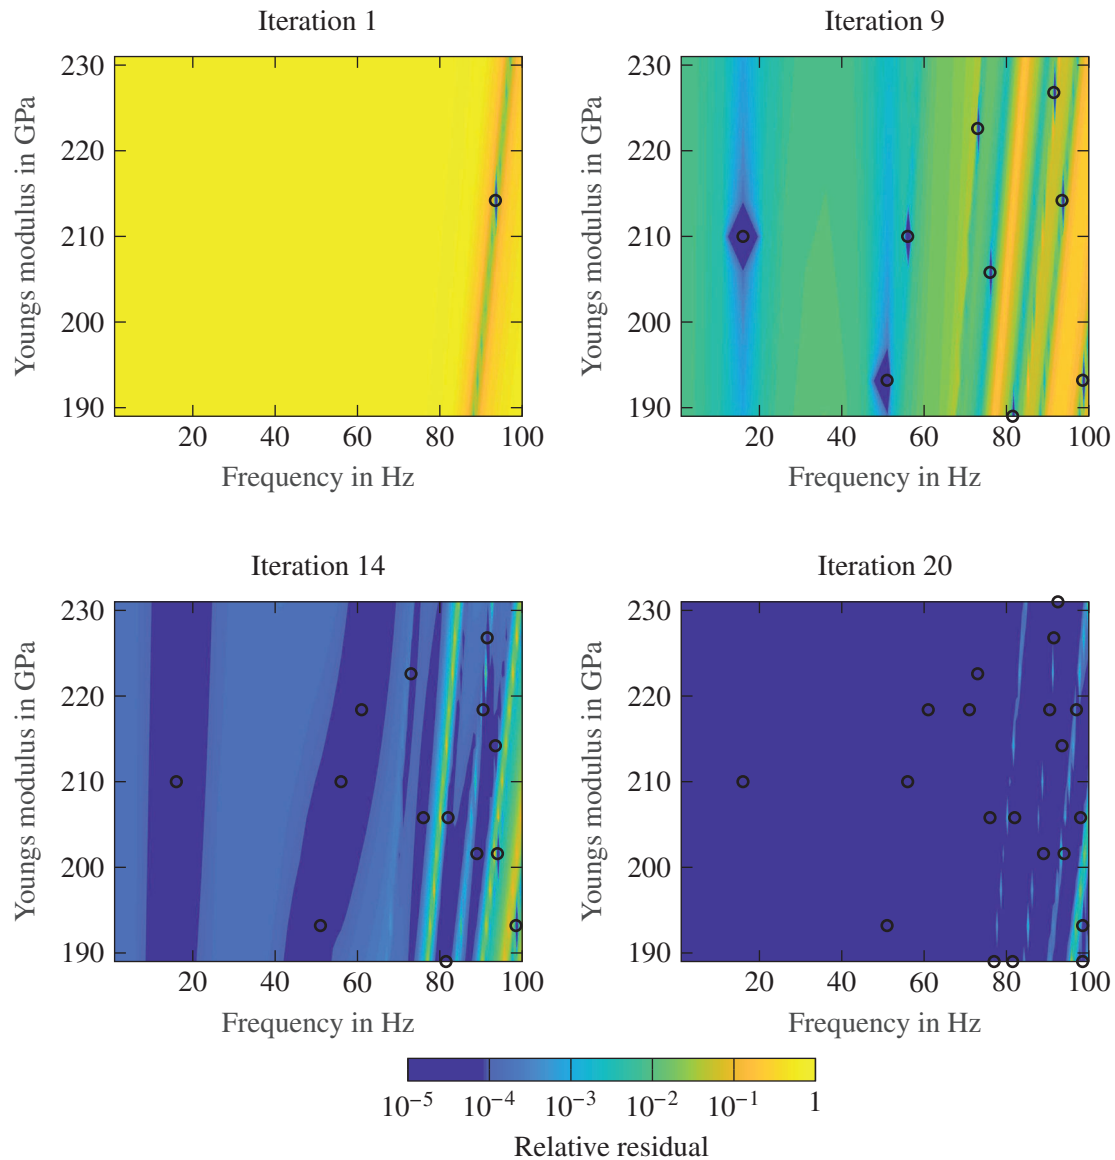 Iteration 1
Iteration 9
Youngs modulus in GPa
230
220
210
200
190
20
40
60
80
100
Frequency in Hz
Youngs modulus in GPa
230
220
210
200
190
20
40
60
80
100
Frequency in Hz
Iteration 14
Iteration 20
Youngs modulus in GPa
230
220
210
200
190
20
40
60
80
100
Frequency in Hz
Youngs modulus in GPa
230
220
210
200
190
20
40
60
80
100
Frequency in Hz
10⁻⁵ 10⁻⁴ 10⁻³ 10⁻² 10⁻¹ 1
Relative residual